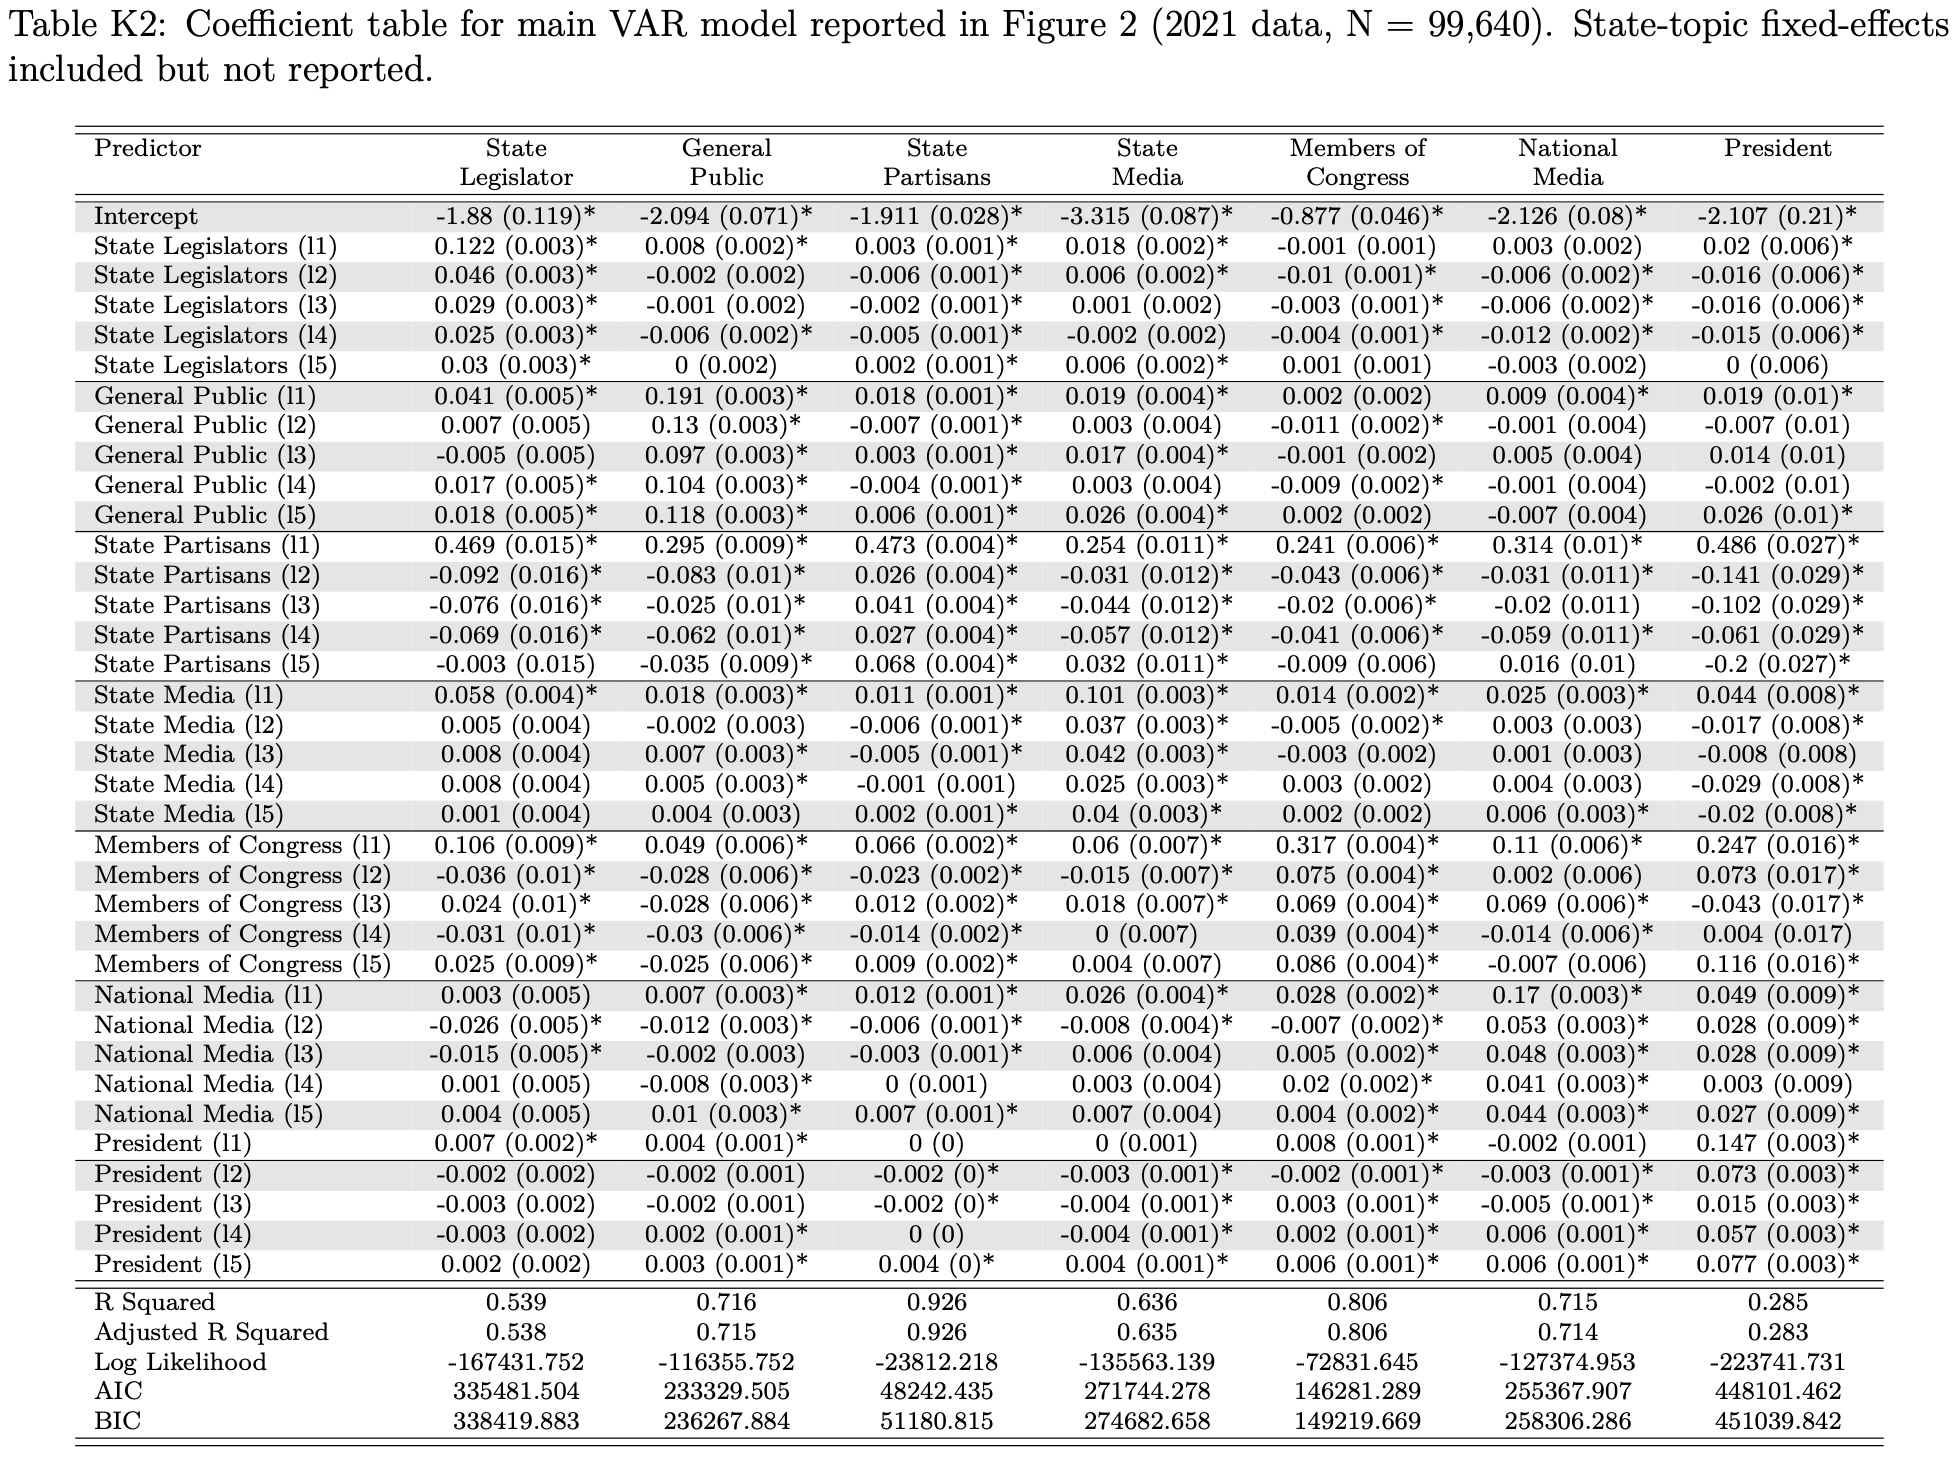 Table K2: Coefficient table for main VAR model reported in Figure 2 (2021 data, N = 99,640). State-topic fixed-effects
included but not reported.
Predictor State General State State Members of National President
Legislator Public Partisans Media Congress Media
Intercept -1.88 (0.119)* -2.094 (0.071)* -1.911 (0.028)* -3.315 (0.087)* -0.877 (0.046)* -2.126 (0.08)* -2.107 (0.21)*
State Legislators (l1) 0.122 (0.003)* 0.008 (0.002)* 0.003 (0.001)* 0.018 (0.002)* -0.001 (0.001) 0.003 (0.002) 0.02 (0.006)*
State Legislators (l2) 0.046 (0.003)* -0.002 (0.002) -0.006 (0.001)* 0.006 (0.002)* -0.01 (0.001)* -0.006 (0.002)* -0.016 (0.006)*
State Legislators (l3) 0.029 (0.003)* -0.001 (0.002) -0.002 (0.001)* 0.001 (0.002) -0.003 (0.001)* -0.006 (0.002)* -0.016 (0.006)*
State Legislators (l4) 0.025 (0.003)* -0.006 (0.002)* -0.005 (0.001)* -0.002 (0.002) -0.004 (0.001)* -0.012 (0.002)* -0.015 (0.006)*
State Legislators (l5) 0.03 (0.003)* 0 (0.002) 0.002 (0.001)* 0.006 (0.002)* 0.001 (0.001) -0.003 (0.002) 0 (0.006)
General Public (l1) 0.041 (0.005)* 0.191 (0.003)* 0.018 (0.001)* 0.019 (0.004)* 0.002 (0.002) 0.009 (0.004)* 0.019 (0.01)*
General Public (l2) 0.007 (0.005) 0.13 (0.003)* -0.007 (0.001)* 0.003 (0.004) -0.011 (0.002)* -0.001 (0.004) -0.007 (0.01)
General Public (l3) -0.005 (0.005) 0.097 (0.003)* 0.003 (0.001)* 0.017 (0.004)* -0.001 (0.002) 0.005 (0.004) 0.014 (0.01)
General Public (l4) 0.017 (0.005)* 0.104 (0.003)* -0.004 (0.001)* 0.003 (0.004) -0.009 (0.002)* -0.001 (0.004) -0.002 (0.01)
General Public (l5) 0.018 (0.005)* 0.118 (0.003)* 0.006 (0.001)* 0.026 (0.004)* 0.002 (0.002) -0.007 (0.004) 0.026 (0.01)*
State Partisans (l1) 0.469 (0.015)* 0.295 (0.009)* 0.473 (0.004)* 0.254 (0.011)* 0.241 (0.006)* 0.314 (0.01)* 0.486 (0.027)*
State Partisans (l2) -0.092 (0.016)* -0.083 (0.01)* 0.026 (0.004)* -0.031 (0.012)* -0.043 (0.006)* -0.031 (0.011)* -0.141 (0.029)*
State Partisans (l3) -0.076 (0.016)* -0.025 (0.01)* 0.041 (0.004)* -0.044 (0.012)* -0.02 (0.006)* -0.02 (0.011) -0.102 (0.029)*
State Partisans (l4) -0.069 (0.016)* -0.062 (0.01)* 0.027 (0.004)* -0.057 (0.012)* -0.041 (0.006)* -0.059 (0.011)* -0.061 (0.029)*
State Partisans (l5) -0.003 (0.015) -0.035 (0.009)* 0.068 (0.004)* 0.032 (0.011)* -0.009 (0.006) 0.016 (0.01) -0.2 (0.027)*
State Media (l1) 0.058 (0.004)* 0.018 (0.003)* 0.011 (0.001)* 0.101 (0.003)* 0.014 (0.002)* 0.025 (0.003)* 0.044 (0.008)*
State Media (l2) 0.005 (0.004) -0.002 (0.003) -0.006 (0.001)* 0.037 (0.003)* -0.005 (0.002)* 0.003 (0.003) -0.017 (0.008)*
State Media (l3) 0.008 (0.004) 0.007 (0.003)* -0.005 (0.001)* 0.042 (0.003)* -0.003 (0.002) 0.001 (0.003) -0.008 (0.008)
State Media (l4) 0.008 (0.004) 0.005 (0.003)* -0.001 (0.001) 0.025 (0.003)* 0.003 (0.002) 0.004 (0.003) -0.029 (0.008)*
State Media (l5) 0.001 (0.004) 0.004 (0.003) 0.002 (0.001)* 0.04 (0.003)* 0.002 (0.002) 0.006 (0.003)* -0.02 (0.008)*
Members of Congress (l1) 0.106 (0.009)* 0.049 (0.006)* 0.066 (0.002)* 0.06 (0.007)* 0.317 (0.004)* 0.11 (0.006)* 0.247 (0.016)*
Members of Congress (l2) -0.036 (0.01)* -0.028 (0.006)* -0.023 (0.002)* -0.015 (0.007)* 0.075 (0.004)* 0.002 (0.006) 0.073 (0.017)*
Members of Congress (l3) 0.024 (0.01)* -0.028 (0.006)* 0.012 (0.002)* 0.018 (0.007)* 0.069 (0.004)* 0.069 (0.006)* -0.043 (0.017)*
Members of Congress (l4) -0.031 (0.01)* -0.03 (0.006)* -0.014 (0.002)* 0 (0.007) 0.039 (0.004)* -0.014 (0.006)* 0.004 (0.017)
Members of Congress (l5) 0.025 (0.009)* -0.025 (0.006)* 0.009 (0.002)* 0.004 (0.007) 0.086 (0.004)* -0.007 (0.006) 0.116 (0.016)*
National Media (l1) 0.003 (0.005) 0.007 (0.003)* 0.012 (0.001)* 0.026 (0.004)* 0.028 (0.002)* 0.17 (0.003)* 0.049 (0.009)*
National Media (l2) -0.026 (0.005)* -0.012 (0.003)* -0.006 (0.001)* -0.008 (0.004)* -0.007 (0.002)* 0.053 (0.003)* 0.028 (0.009)*
National Media (l3) -0.015 (0.005)* -0.002 (0.003) -0.003 (0.001)* 0.006 (0.004) 0.005 (0.002)* 0.048 (0.003)* 0.028 (0.009)*
National Media (l4) 0.001 (0.005) -0.008 (0.003)* 0 (0.001) 0.003 (0.004) 0.02 (0.002)* 0.041 (0.003)* 0.003 (0.009)
National Media (l5) 0.004 (0.005) 0.01 (0.003)* 0.007 (0.001)* 0.007 (0.004) 0.004 (0.002)* 0.044 (0.003)* 0.027 (0.009)*
President (l1) 0.007 (0.002)* 0.004 (0.001)* 0 (0) 0 (0.001) 0.008 (0.001)* -0.002 (0.001) 0.147 (0.003)*
President (l2) -0.002 (0.002) -0.002 (0.001) -0.002 (0)* -0.003 (0.001)* -0.002 (0.001)* -0.003 (0.001)* 0.073 (0.003)*
President (l3) -0.003 (0.002) -0.002 (0.001) -0.002 (0)* -0.004 (0.001)* 0.003 (0.001)* -0.005 (0.001)* 0.015 (0.003)*
President (l4) -0.003 (0.002) 0.002 (0.001)* 0 (0) -0.004 (0.001)* 0.002 (0.001)* 0.006 (0.001)* 0.057 (0.003)*
President (l5) 0.002 (0.002) 0.003 (0.001)* 0.004 (0)* 0.004 (0.001)* 0.006 (0.001)* 0.006 (0.001)* 0.077 (0.003)*
R Squared 0.539 0.716 0.926 0.636 0.806 0.715 0.285
Adjusted R Squared 0.538 0.715 0.926 0.635 0.806 0.714 0.283
Log Likelihood -167431.752 -116355.752 -23812.218 -135563.139 -72831.645 -127374.953 -223741.731
AIC 335481.504 233329.505 48242.435 271744.278 146281.289 255367.907 448101.462
BIC 338419.883 236267.884 51180.815 274682.658 149219.669 258306.286 451039.842